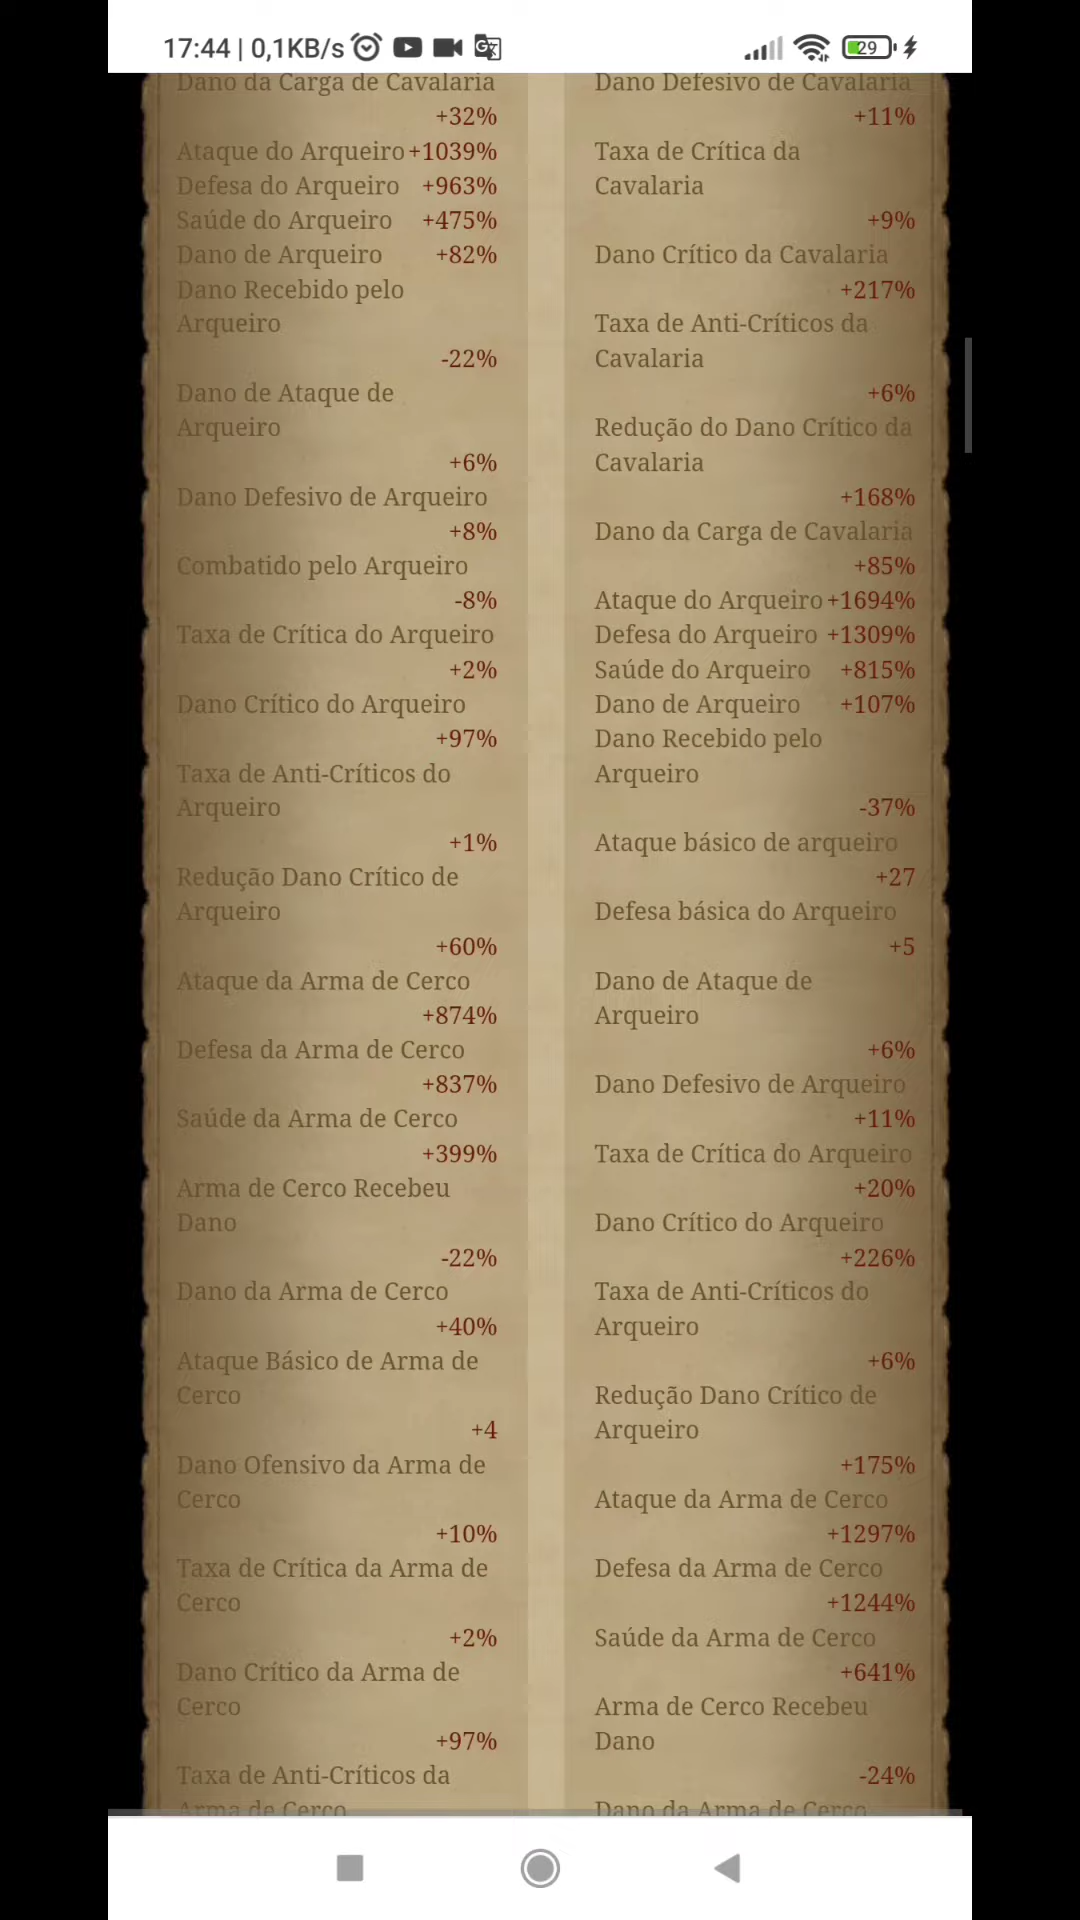 17:44 | 0,1KB/s
29
Dano da Carga de Cavalaria
+32%
Ataque do Arqueiro +1039%
Defesa do Arqueiro +963%
Saúde do Arqueiro +475%
Dano de Arqueiro +82%
Dano Recebido pelo
Arqueiro
-22%
Dano de Ataque de
Arqueiro
+6%
Dano Defesivo de Arqueiro
+8%
Combatido pelo Arqueiro
-8%
Taxa de Crítica do Arqueiro
+2%
Dano Crítico do Arqueiro
+97%
Taxa de Anti-Críticos do
Arqueiro
+1%
Redução Dano Crítico de
Arqueiro
+60%
Ataque da Arma de Cerco
+874%
Defesa da Arma de Cerco
+837%
Saúde da Arma de Cerco
+399%
Arma de Cerco Recebeu
Dano
-22%
Dano da Arma de Cerco
+40%
Ataque Básico de Arma de
Cerco
+4
Dano Ofensivo da Arma de
Cerco
+10%
Taxa de Crítica da Arma de
Cerco
+2%
Dano Crítico da Arma de
Cerco
+97%
Taxa de Anti-Críticos da
Arma de Cerco
Dano Defesivo de Cavalaria
+11%
Taxa de Crítica da
Cavalaria
+9%
Dano Crítico da Cavalaria
+217%
Taxa de Anti-Críticos da
Cavalaria
+6%
Redução do Dano Crítico da
Cavalaria
+168%
Dano da Carga de Cavalaria
+85%
Ataque do Arqueiro +1694%
Defesa do Arqueiro +1309%
Saúde do Arqueiro +815%
Dano de Arqueiro +107%
Dano Recebido pelo
Arqueiro
-37%
Ataque básico de arqueiro
+27
Defesa básica do Arqueiro
+5
Dano de Ataque de
Arqueiro
+6%
Dano Defesivo de Arqueiro
+11%
Taxa de Crítica do Arqueiro
+20%
Dano Crítico do Arqueiro
+226%
Taxa de Anti-Críticos do
Arqueiro
+6%
Redução Dano Crítico de
Arqueiro
+175%
Ataque da Arma de Cerco
+1297%
Defesa da Arma de Cerco
+1244%
Saúde da Arma de Cerco
+641%
Arma de Cerco Recebeu
Dano
-24%
Dano da Arma de Cerco